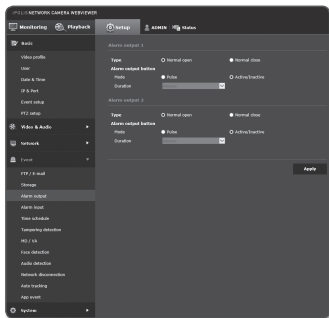 iPOLiS NETWORK CAMERA WEBVIEWER
Monitoring Playback Setup ADMIN Status
Basic
Video profile
User
Date & Time
IP & Port
Event setup
PTZ setup
Video & Audio
Network
Event
FTP / E-mail
Storage
Alarm output
Alarm input
Time schedule
Tampering detection
MD / VA
Face detection
Audio detection
Network disconnection
Auto tracking
App event
System
Alarm output 1
Type Normal open Normal close
Alarm output button
Mode Pulse Active/Inactive
Duration
Alarm output 2
Type Normal open Normal close
Alarm output button
Mode Pulse Active/Inactive
Duration
Apply